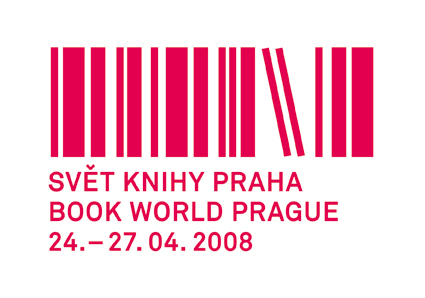 SVĚT KNIHY PRAHA
BOOK WORLD PRAGUE
24. – 27. 04. 2008